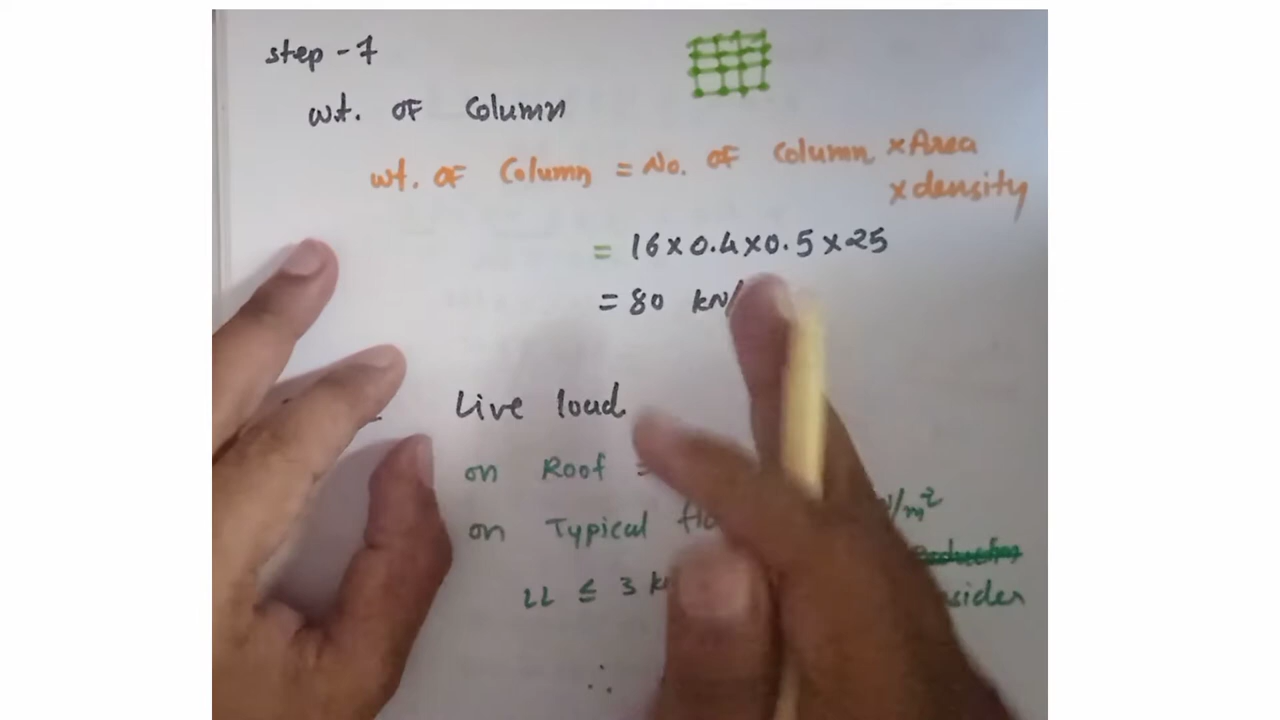 step - 7
wt. of column
wt. of column = No. of column × Area
× density
= 16 × 0.4 × 0.5 × 25
= 80 kN/
Live load
on Roof =
on Typical /m²
LL ≤ 3
∴